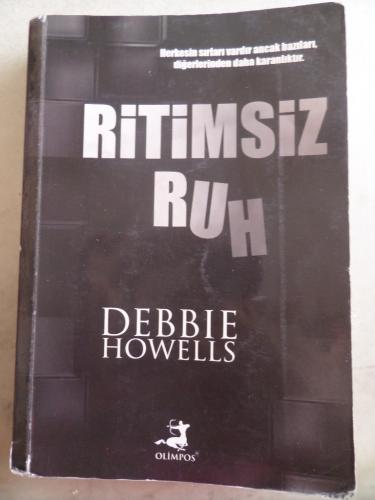 Herkesin sırları vardır ancak bazıları,
diğerlerinden daha karanlıktır.
RiTiMSiZ
RUH
DEBBIE
HOWELLS
OLİMPOS